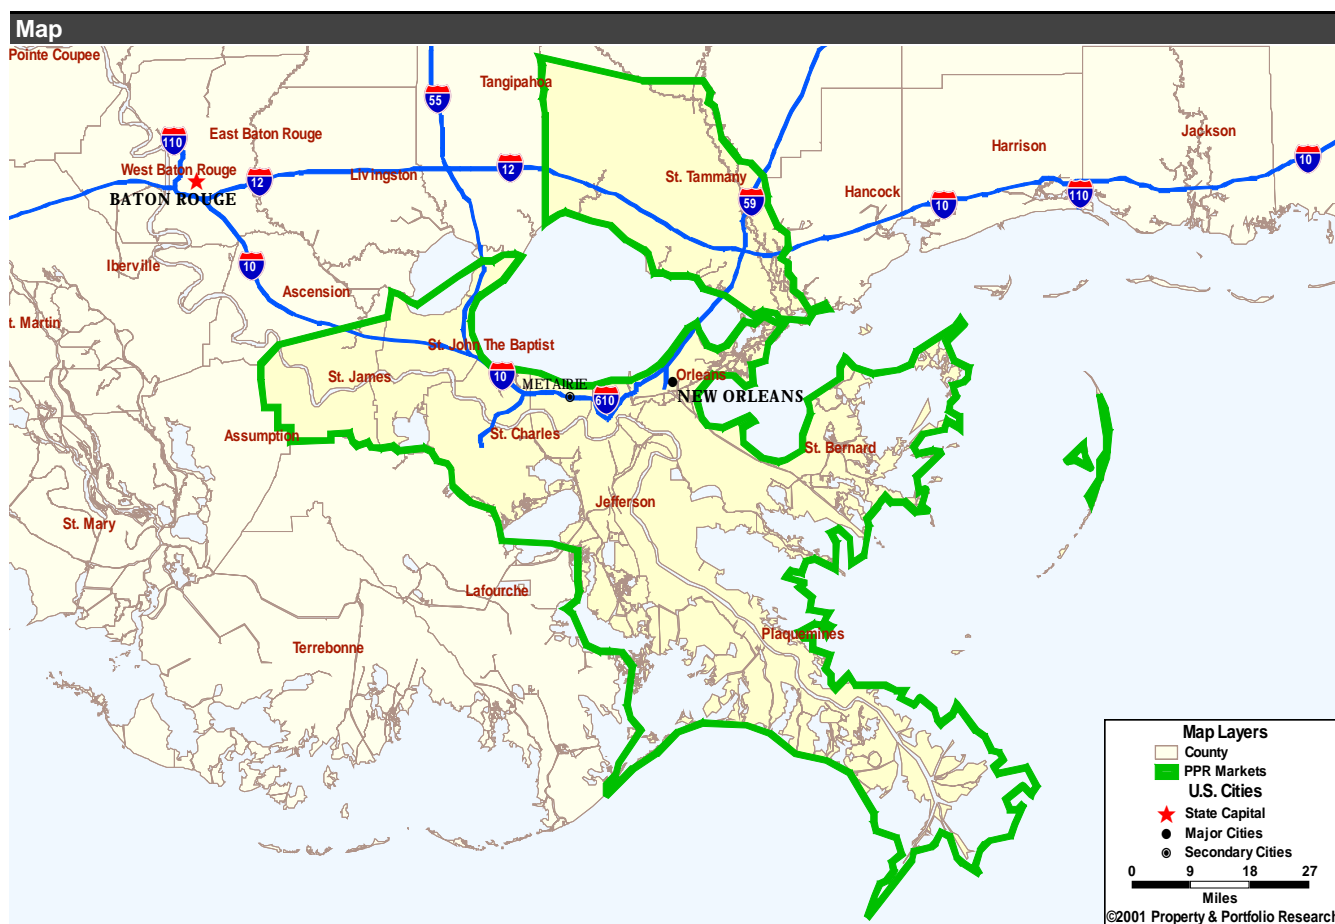 Map
Pointe Coupee
Tangipahoa
55
110
East Baton Rouge
Jackson
Harrison
10
West Baton Rouge
12
12
Livingston
St. Tammany
BATON ROUGE
59
Hancock
10
110
Iberville
10
Ascension
t. Martin
St. John The Baptist
St. James
10
METAIRIE
Orleans
610
NEW ORLEANS
Assumption
St. Charles
St. Bernard
Jefferson
St. Mary
Lafourche
Plaquemines
Terrebonne
Map Layers
County
PPR Markets
U.S. Cities
State Capital
Major Cities
Secondary Cities
0 9 18 27
Miles
©2001 Property & Portfolio Research